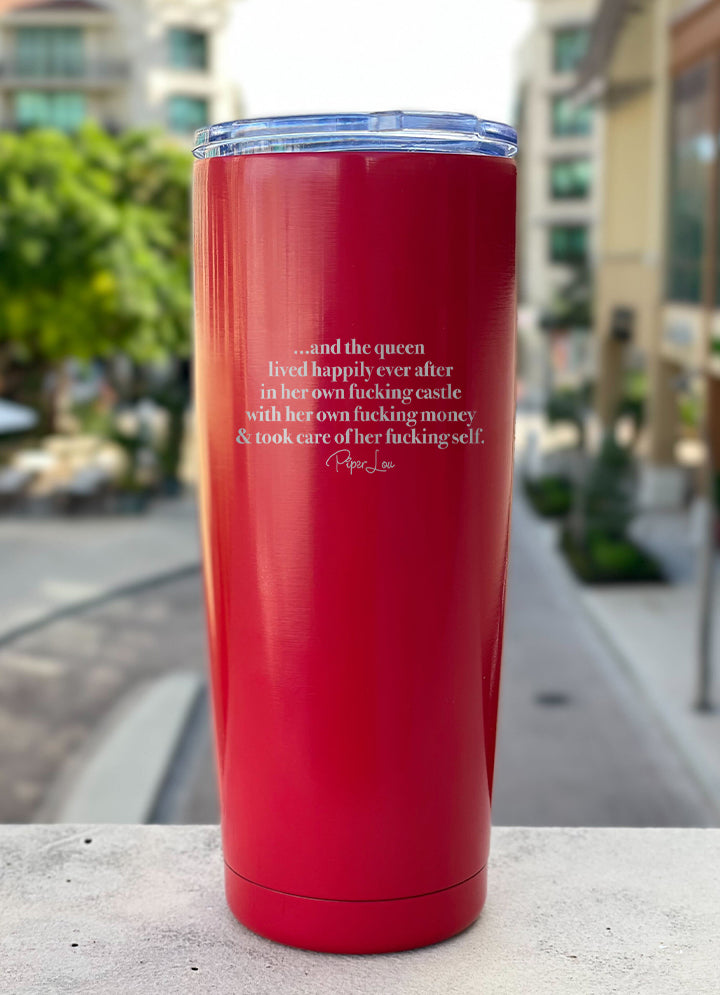 ...and the queen
lived happily ever after
in her own fucking castle
with her own fucking money
& took care of her fucking self.
Piper Lou